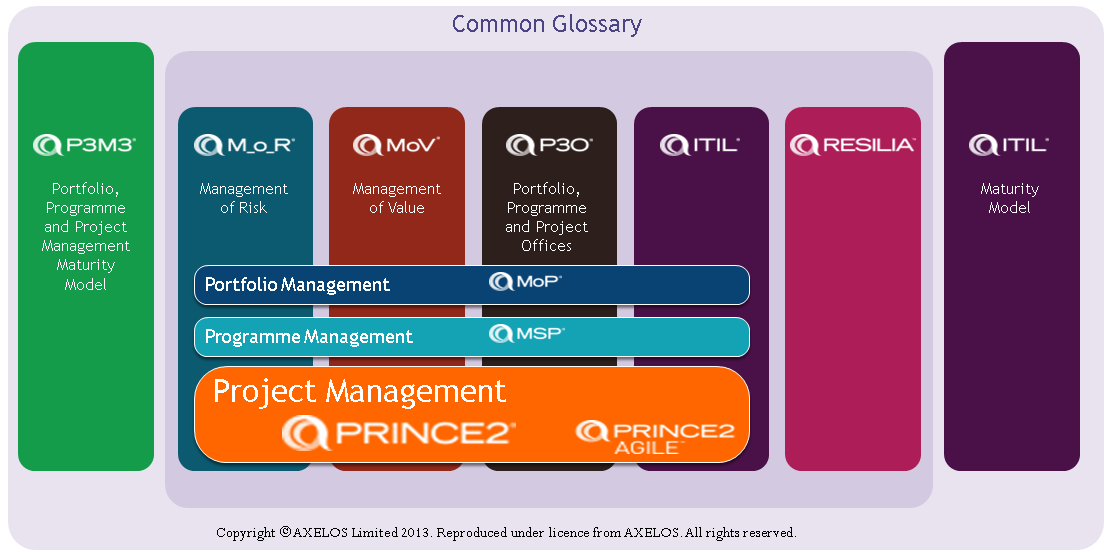 Common Glossary
P3M3®
Portfolio,
Programme
and Project
Management
Maturity
Model
M_o_R®
Management
of Risk
MoV®
Management
of Value
P3O®
Portfolio,
Programme
and Project
Offices
ITIL®
RESILIA™
ITIL®
Maturity
Model
Portfolio Management MoP®
Programme Management MSP®
Project Management
PRINCE2®
PRINCE2
AGILE™
Copyright ©AXELOS Limited 2013. Reproduced under licence from AXELOS. All rights reserved.